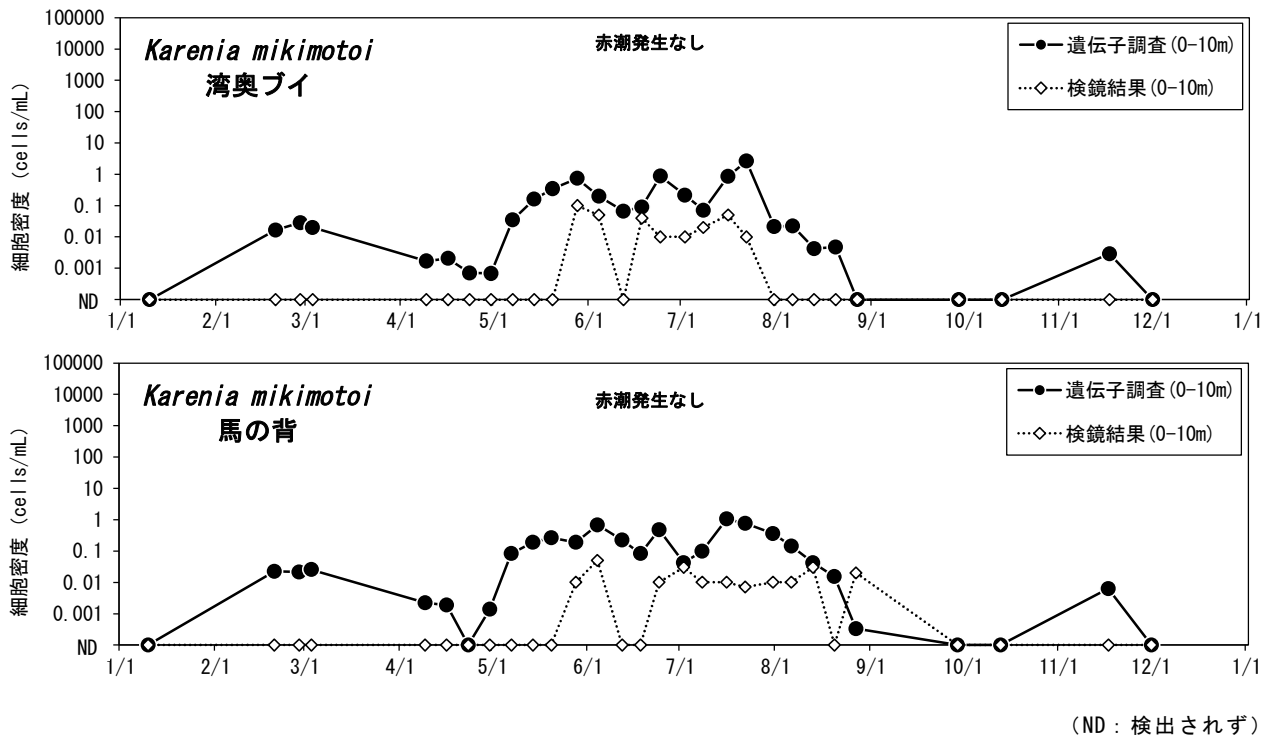 100000
10000
1000
100
10
1
0.1
0.01
0.001
ND
細胞密度 (cells/mL)
Karenia mikimotoi
湾奥ブイ
赤潮発生なし
遺伝子調査(0-10m)
検鏡結果(0-10m)
1/1 2/1 3/1 4/1 5/1 6/1 7/1 8/1 9/1 10/1 11/1 12/1 1/1
100000
10000
1000
100
10
1
0.1
0.01
0.001
ND
細胞密度 (cells/mL)
Karenia mikimotoi
馬の背
赤潮発生なし
遺伝子調査(0-10m)
検鏡結果(0-10m)
1/1 2/1 3/1 4/1 5/1 6/1 7/1 8/1 9/1 10/1 11/1 12/1 1/1
(ND：検出されず)